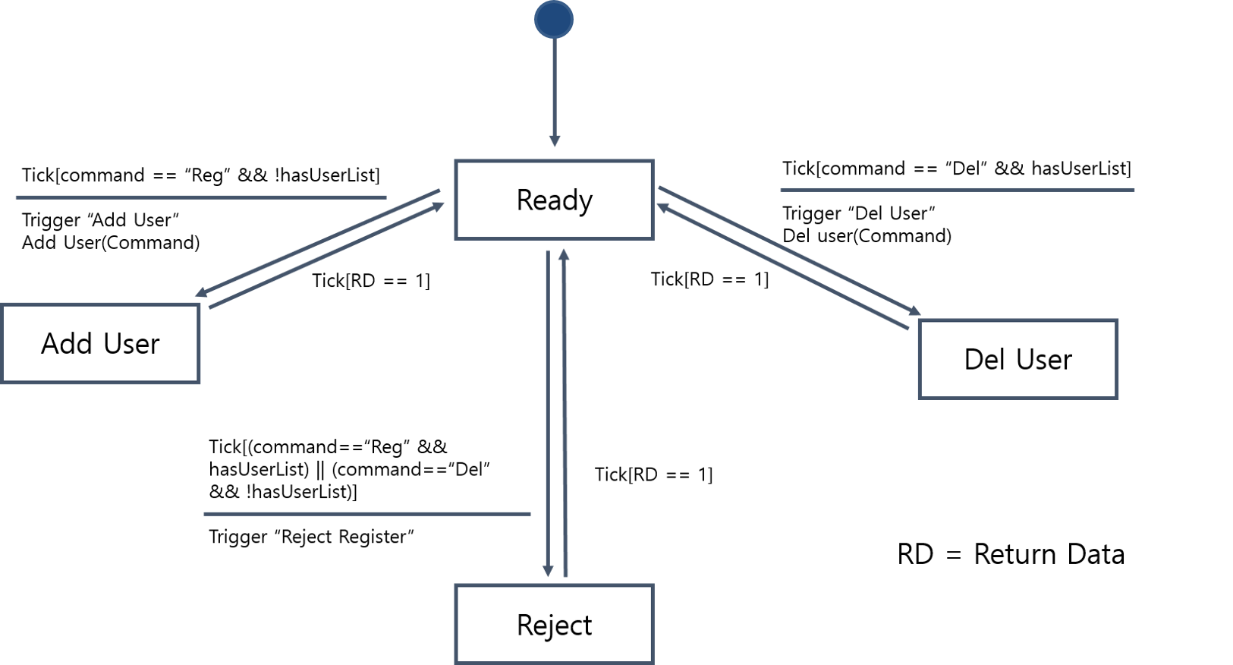 Tick[command == “Reg” && !hasUserList]
Trigger “Add User”
Add User(Command)
Ready
Tick[command == “Del” && hasUserList]
Trigger “Del User”
Del user(Command)
Tick[RD == 1]
Tick[RD == 1]
Add User
Del User
Tick[(command==“Reg” &&
hasUserList) || (command==“Del”
&& !hasUserList)]
Trigger “Reject Register”
Tick[RD == 1]
RD = Return Data
Reject